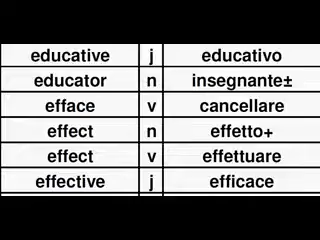 educative j educativo
educator n insegnante±
efface v cancellare
effect n effetto+
effect v effettuare
effective j efficace